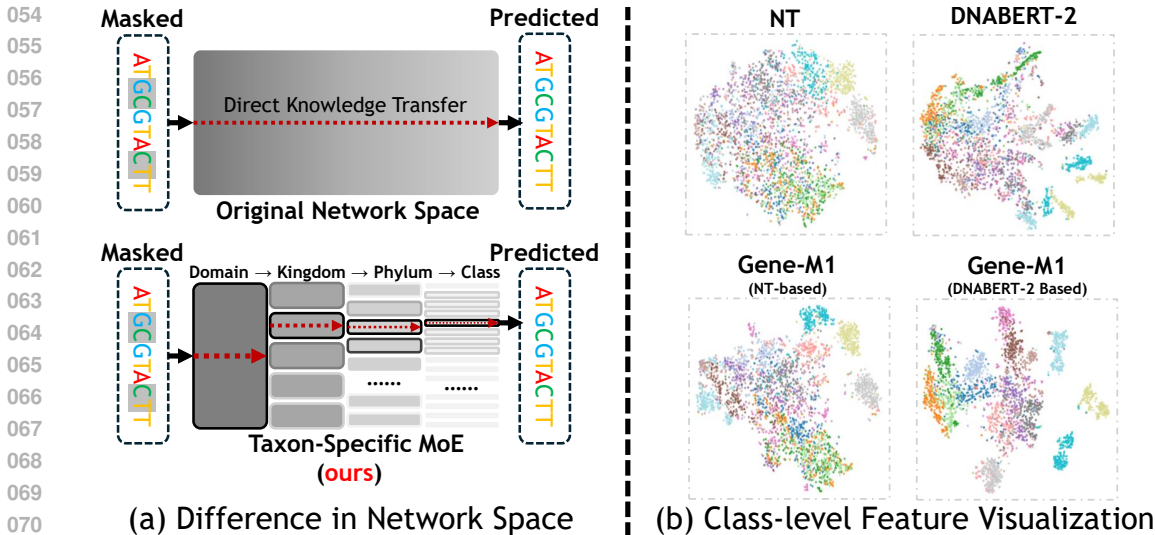 054
055
056
057
058
059
060
061
062
063
064
065
066
067
068
069
070
Masked
ATGCGTACTT
Direct Knowledge Transfer
Predicted
ATGCGTACTT
Original Network Space
Masked
ATGCGTACTT
Domain → Kingdom → Phylum → Class
......
......
Predicted
ATGCGTACTT
Taxon-Specific MoE
(ours)
(a) Difference in Network Space
NT
DNABERT-2
Gene-M1
(NT-based)
Gene-M1
(DNABERT-2 Based)
(b) Class-level Feature Visualization